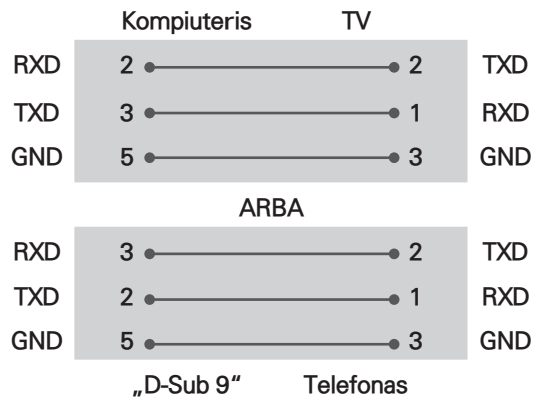 Kompiuteris TV
RXD 2 2 TXD
TXD 3 1 RXD
GND 5 3 GND
ARBA
RXD 3 2 TXD
TXD 2 1 RXD
GND 5 3 GND
„D-Sub 9“ Telefonas